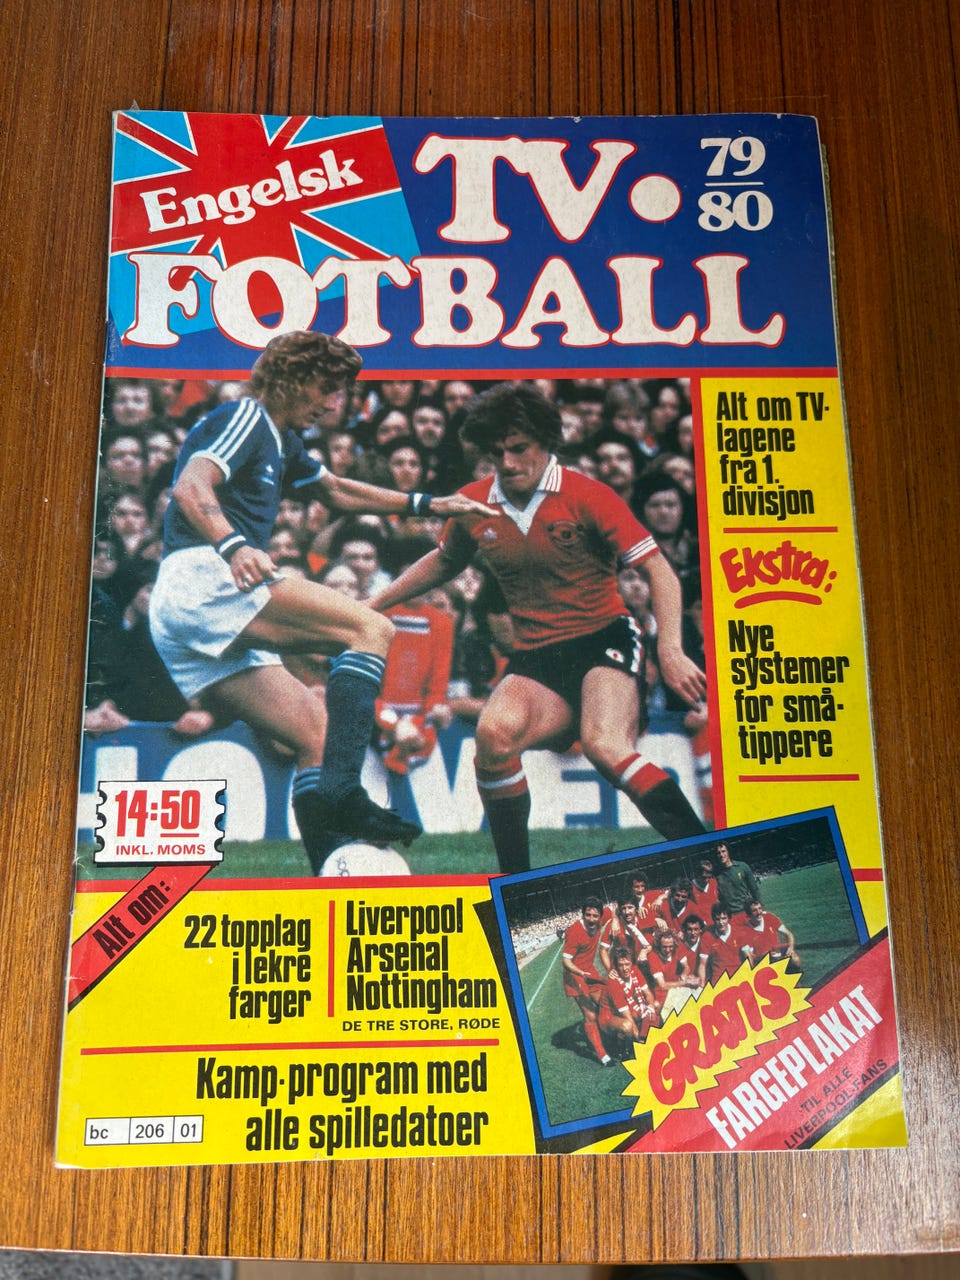 Engelsk
TV·
79
80
FOTBALL
Alt om TV-
lagene
fra 1.
divisjon
Ekstra:
Nye
systemer
for små-
tippere
14:50
INKL. MOMS
Alt om:
22 topplag
i lekre
farger
Liverpool
Arsenal
Nottingham
DE TRE STORE, RØDE
Kamp-program med
alle spilledatoer
GRATIS
FARGEPLAKAT
TIL ALLE
LIVERPOOL-FANS
bc 206 01